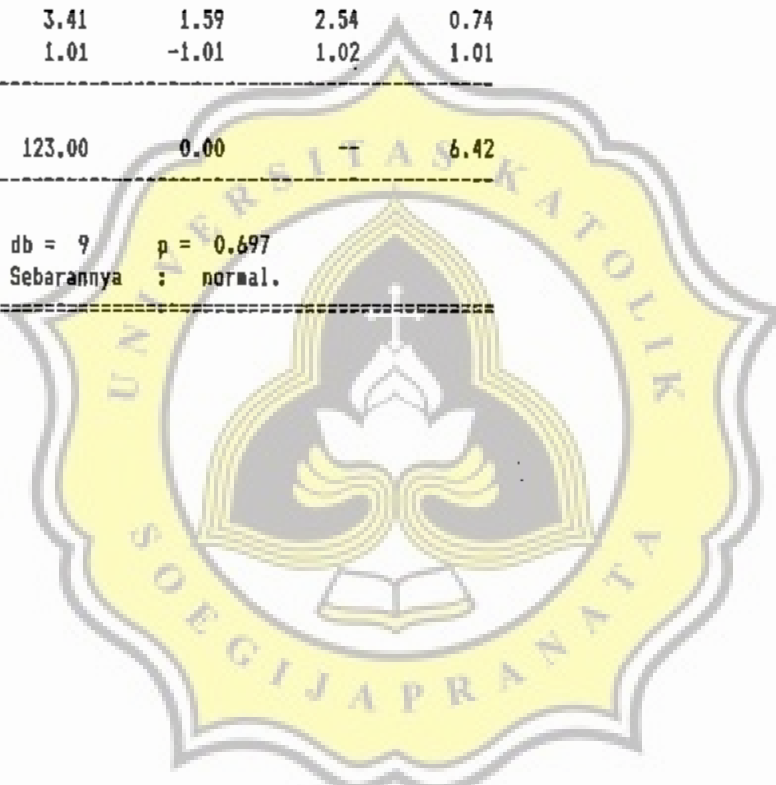 3.41 1.59 2.54 0.74
1.01 -1.01 1.02 1.01
123.00 0.00 -- 6.42
db = 9 p = 0.697
Sebarannya : normal.
UNIVERSITAS KATOLIK
SOEGIJAPRANATA